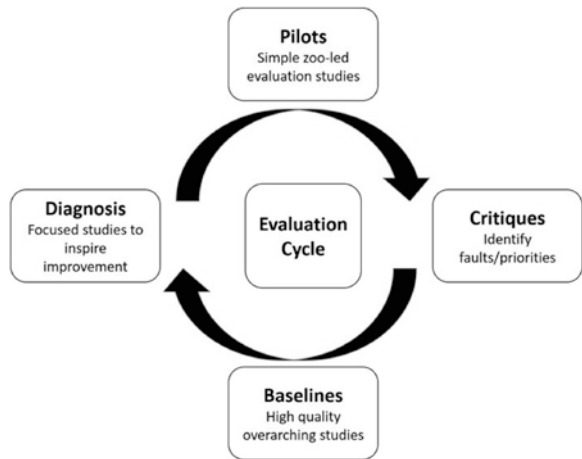 Pilots
Simple zoo-led
evaluation studies
Diagnosis
Focused studies to
inspire
improvement
Evaluation
Cycle
Critiques
Identify
faults/priorities
Baselines
High quality
overarching studies